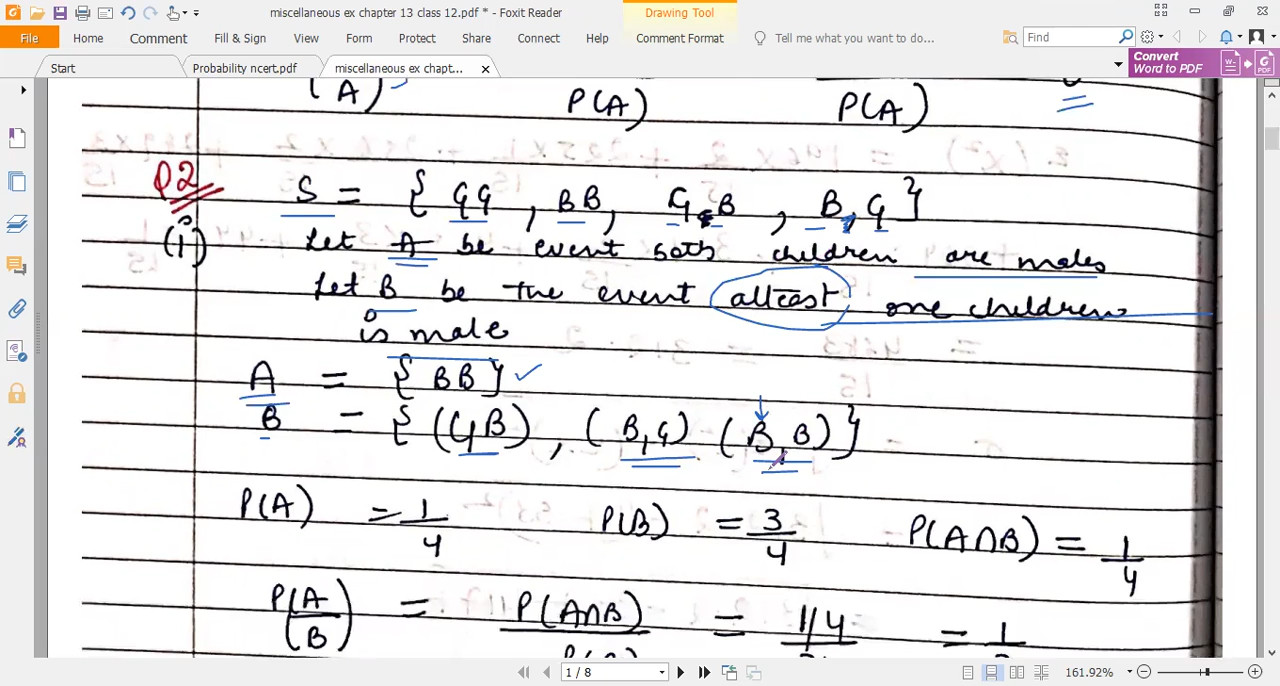 miscellaneous ex chapter 13 class 12.pdf * - Foxit Reader
Drawing Tool
File Home Comment Fill & Sign View Form Protect Share Connect Help Comment Format Tell me what you want to do... Find
Start Probability ncert.pdf miscellaneous ex chapt...
Convert
Word to PDF
(A) P(A) P(A)
Q2 S = { GG , BB, G, B , B, G }
(i) Let A be event both children are males
Let B be the event atleast one children
is male
A = { BB }
B = { (GB) , (B,G) (B,B) }
P(A) = 1/4 P(B) = 3/4 P(A∩B) = 1/4
P(A/B) = P(A∩B) = 1/4 = 1
1 / 8 161.92%